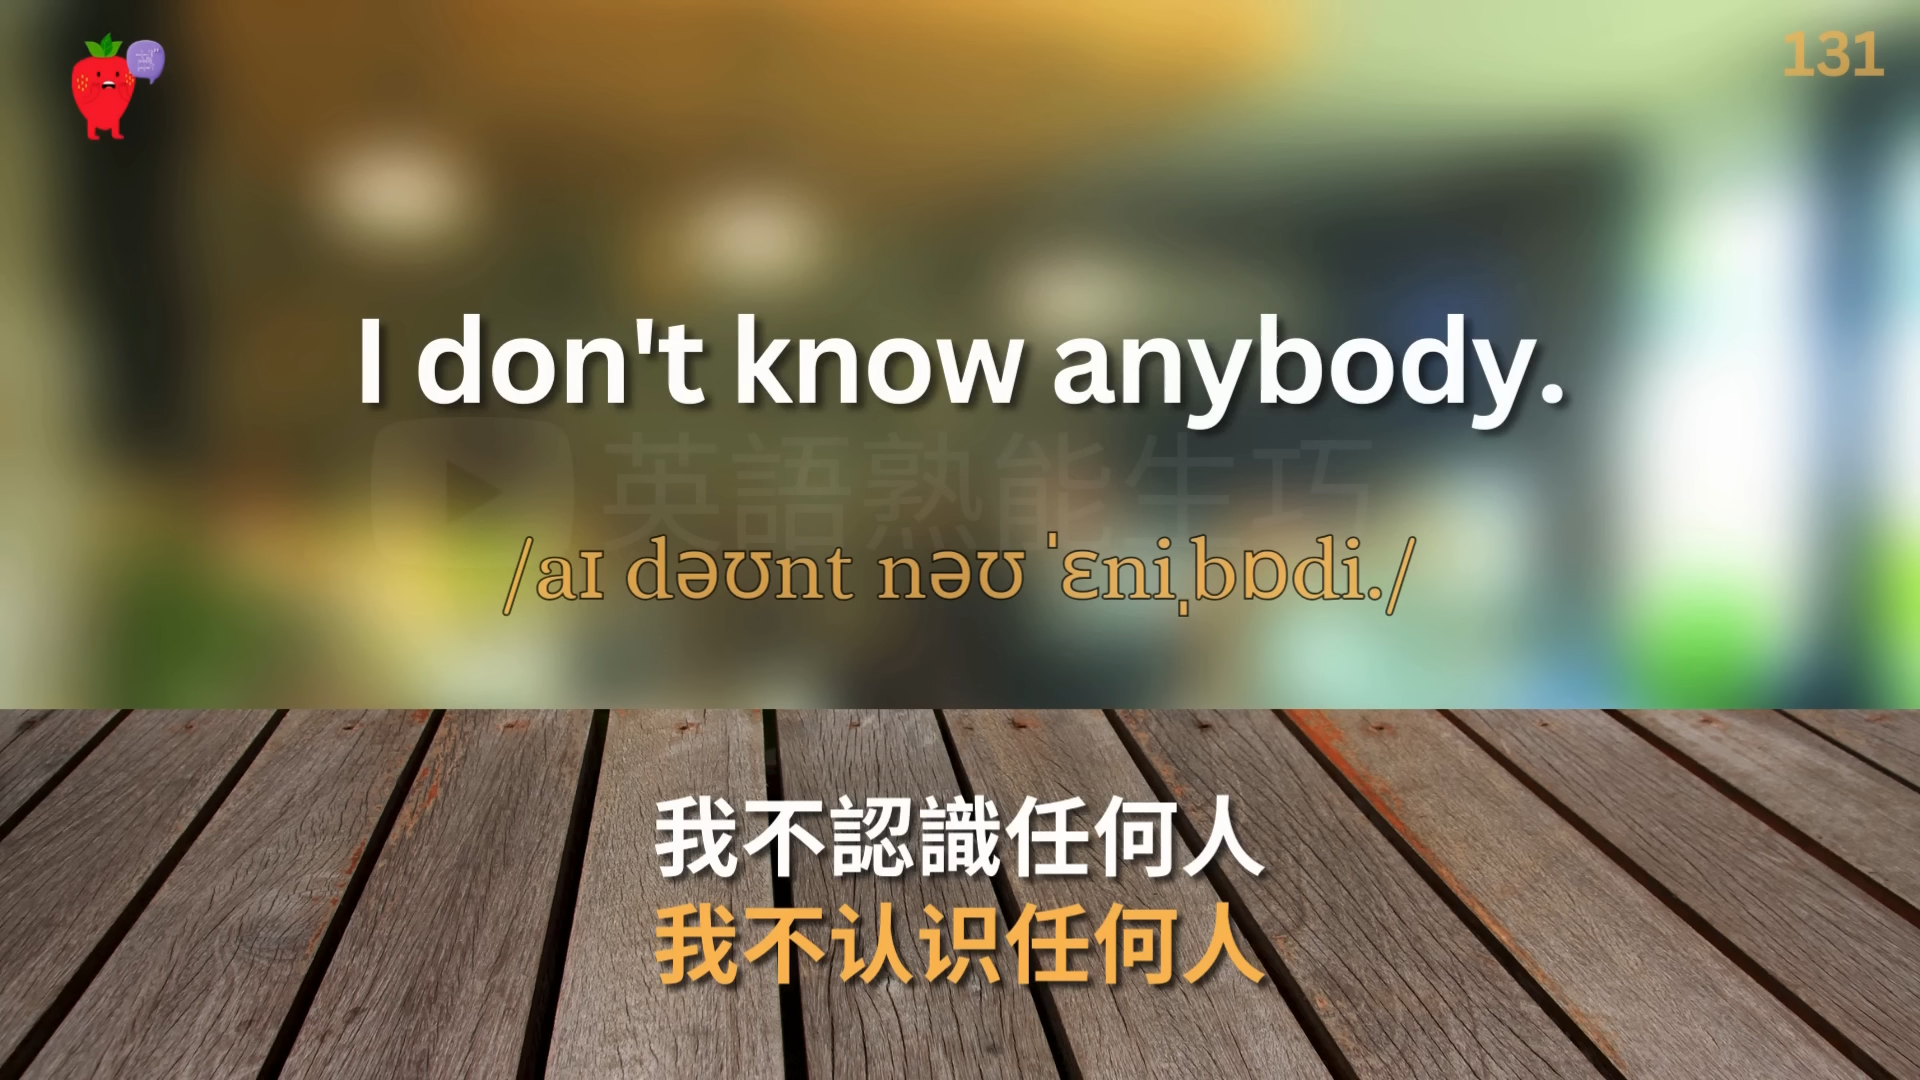 131
I don't know anybody.
英語熟能生巧
/aɪ dəʊnt nəʊ ˈɛniˌbɒdi./
我不認識任何人
我不认识任何人